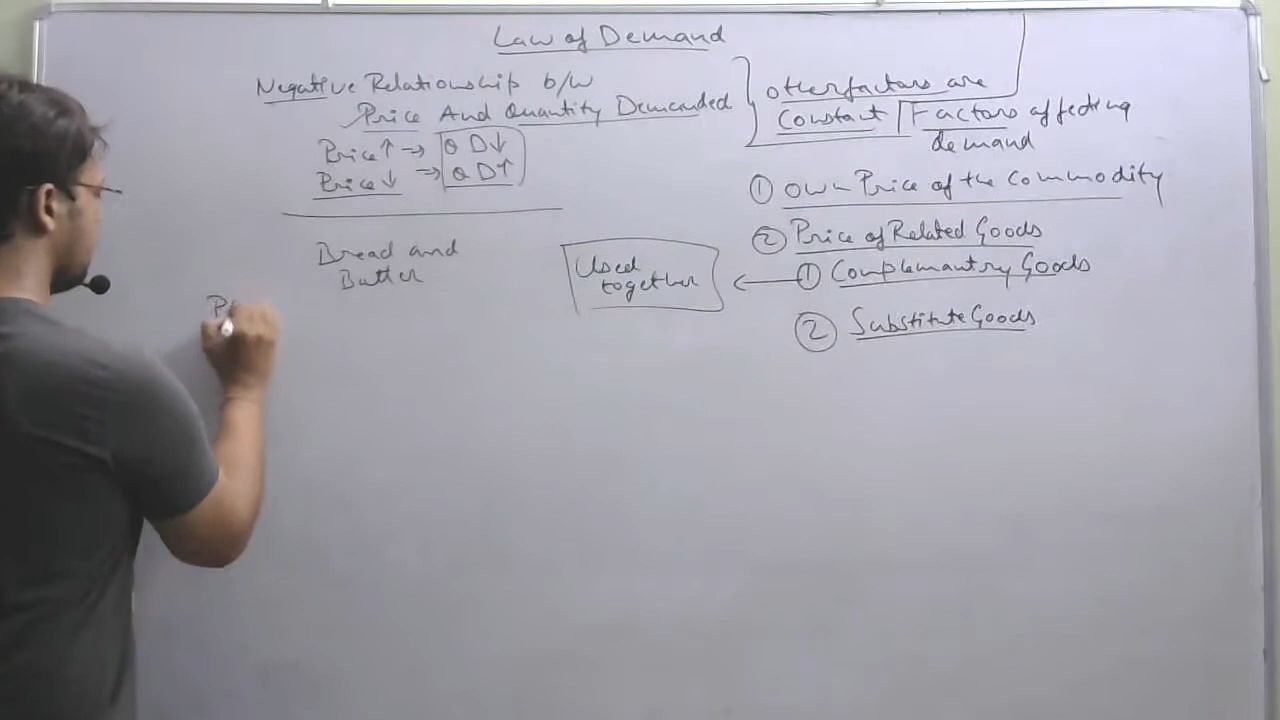 Law of Demand
Negative Relationship b/w
Price And Quantity Demanded
Price↑ → Q D↓
Price↓ → Q D↑
other factors are
Constant
Factors affecting
demand
① Own Price of the Commodity
② Price of Related Goods
① Complemantry Goods
Used
together
② Substitute Goods
Bread and
Butter